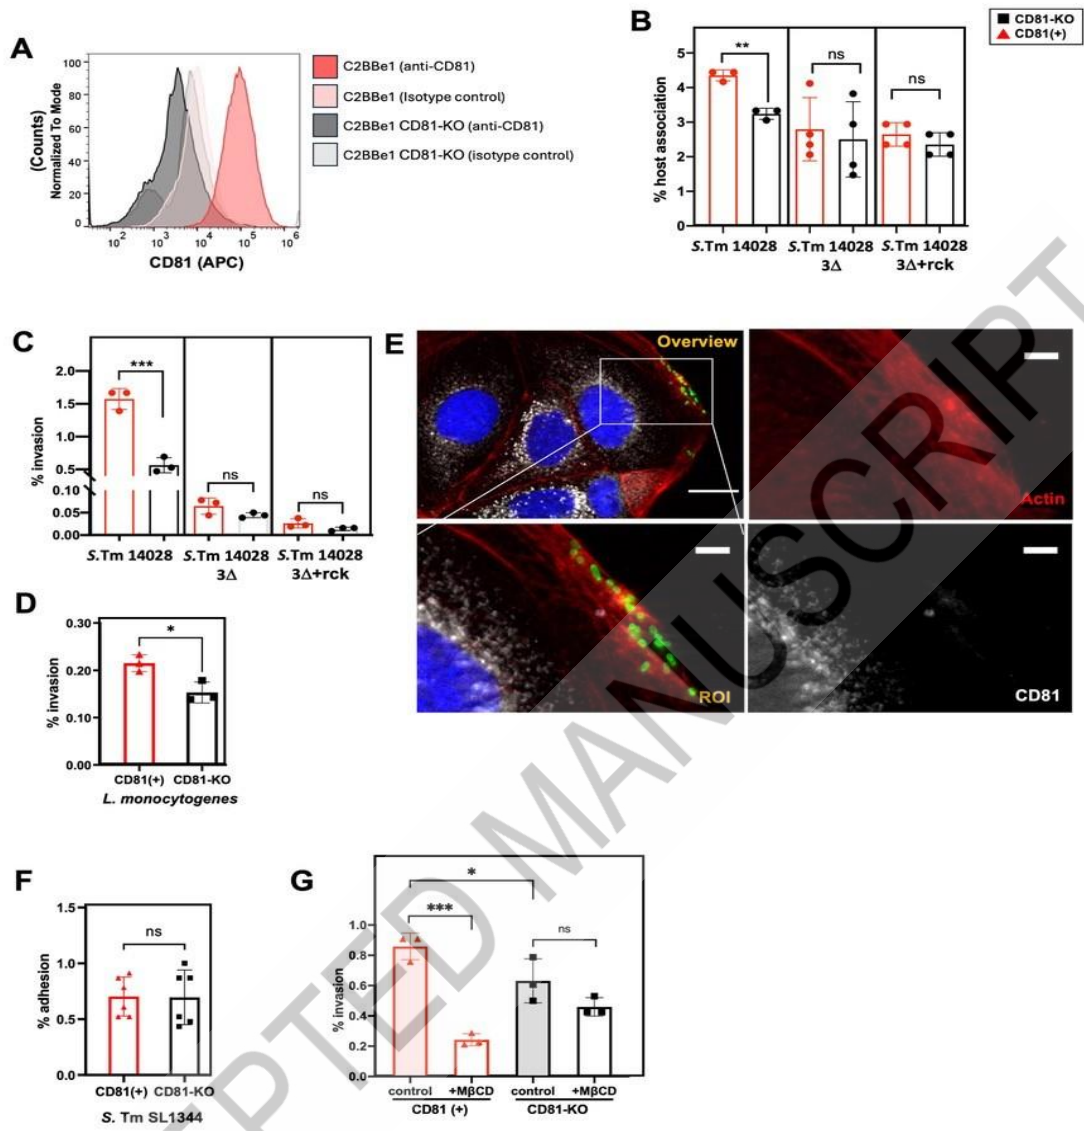 A
100
80
60
40
20
0
(Counts)
Normalized To Mode
10² 10³ 10⁴ 10⁵ 10⁶
CD81 (APC)
C2BBe1 (anti-CD81)
C2BBe1 (Isotype control)
C2BBe1 CD81-KO (anti-CD81)
C2BBe1 CD81-KO (isotype control)
B
CD81-KO
CD81(+)
5
4
3
2
1
0
% host association
** ns ns
S.Tm 14028 S.Tm 14028 S.Tm 14028
3Δ 3Δ+rck
C
2.0
1.5
1.0
0.5
0.10
0.05
0.00
% invasion
*** ns ns
S.Tm 14028 S.Tm 14028 S.Tm 14028
3Δ 3Δ+rck
D
0.30
0.20
0.10
0.00
% invasion
*
CD81(+) CD81-KO
L. monocytogenes
E
Overview
Actin
ROI
CD81
F
1.5
1.0
0.5
0.0
% adhesion
ns
CD81(+) CD81-KO
S. Tm SL1344
G
1.0
0.8
0.6
0.4
0.2
0
% invasion
*
*** ns
control +MβCD control +MβCD
CD81 (+) CD81-KO
EPTED MANUSCRIPT